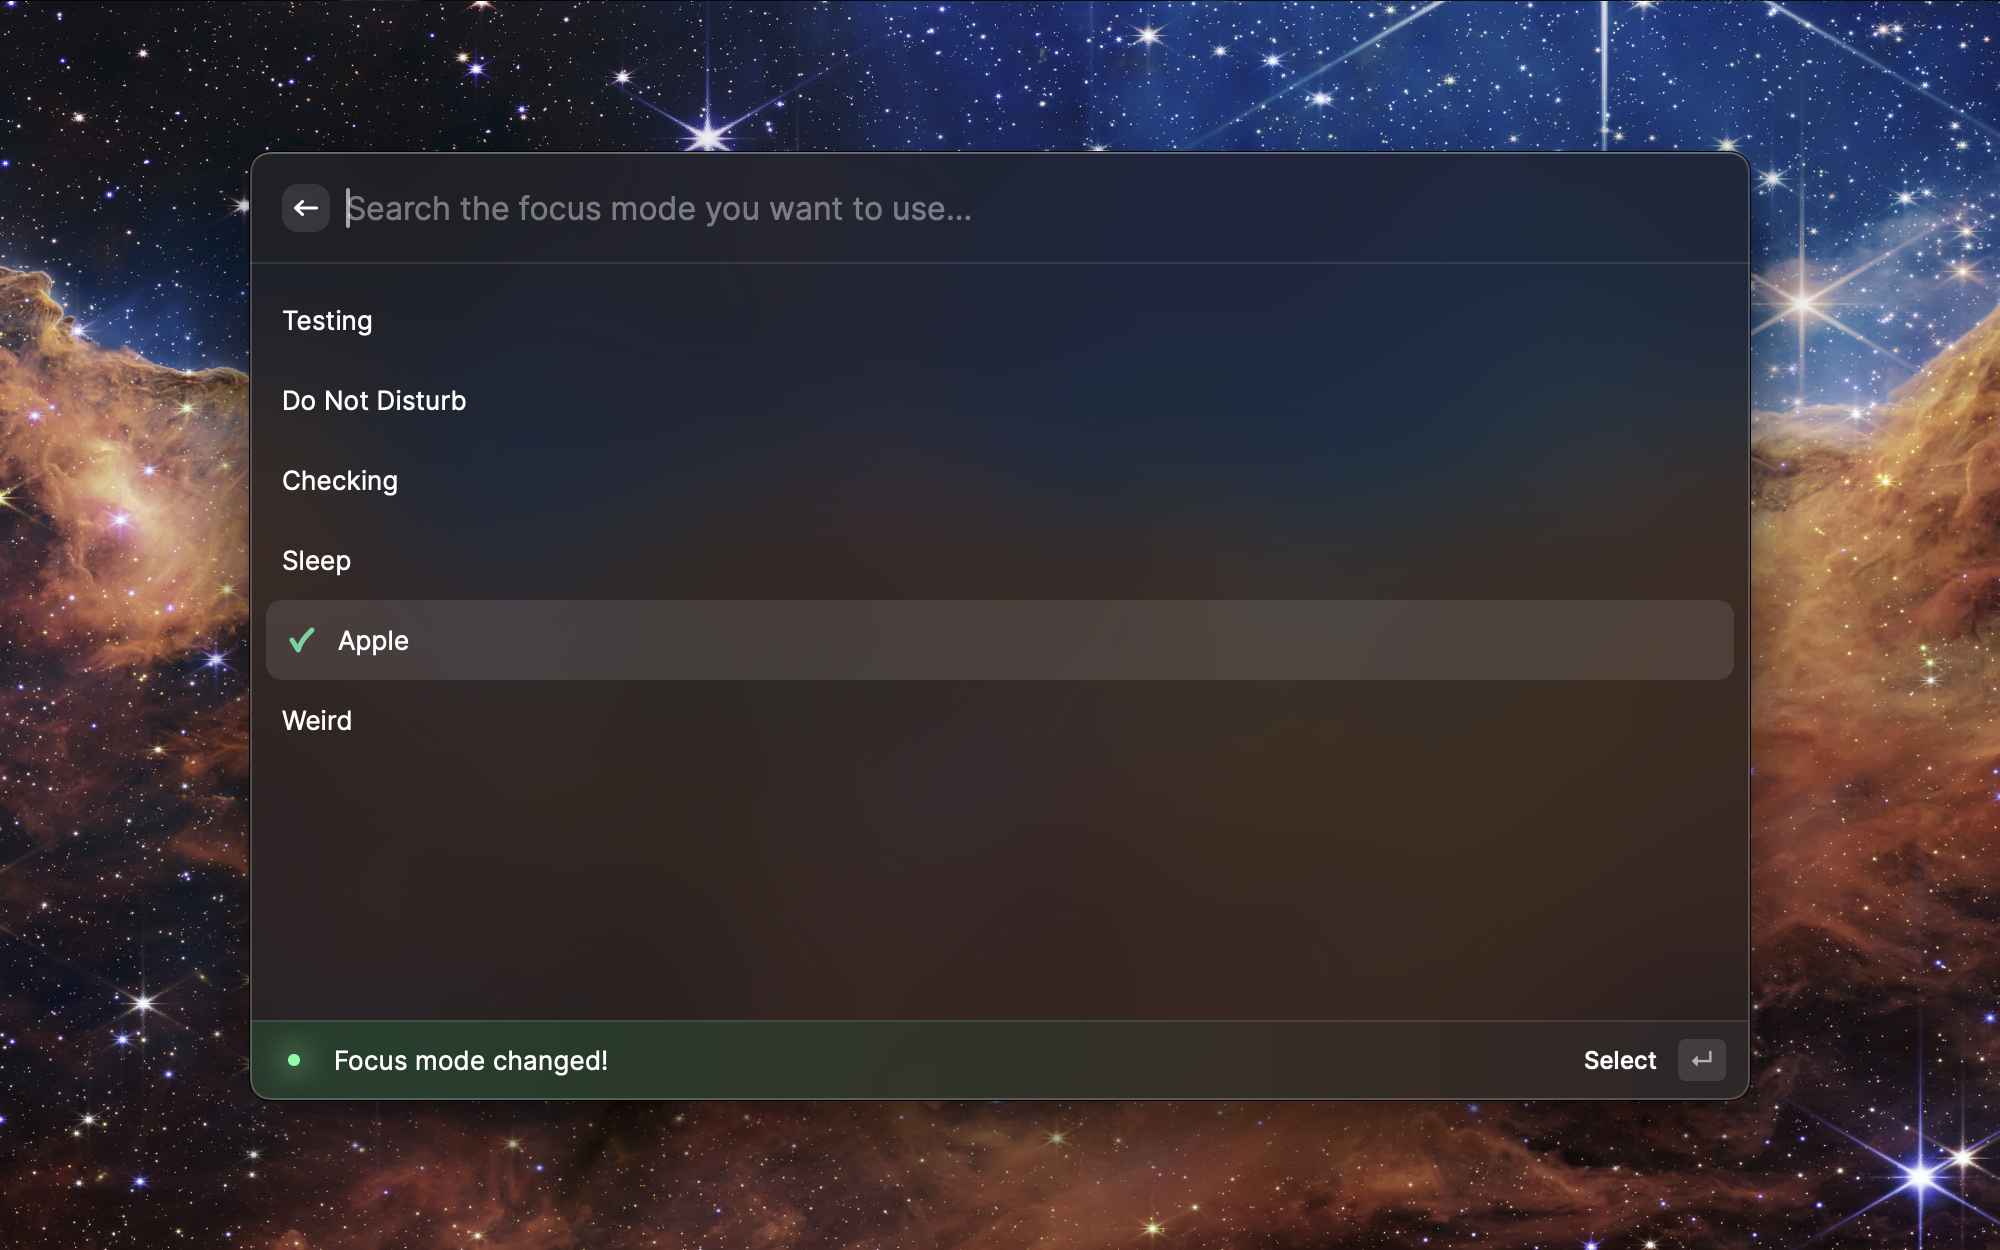 Search the focus mode you want to use...
Testing
Do Not Disturb
Checking
Sleep
Apple
Weird
Focus mode changed!
Select